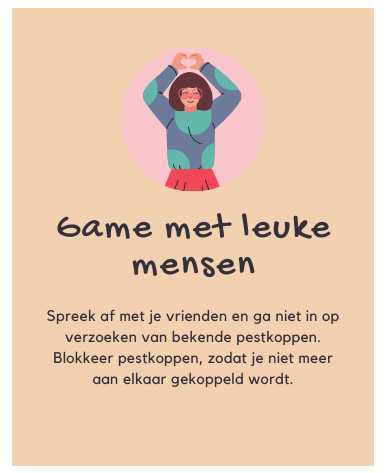 Game met leuke
mensen
Spreek af met je vrienden en ga niet in op
verzoeken van bekende pestkoppen.
Blokkeer pestkoppen, zodat je niet meer
aan elkaar gekoppeld wordt.